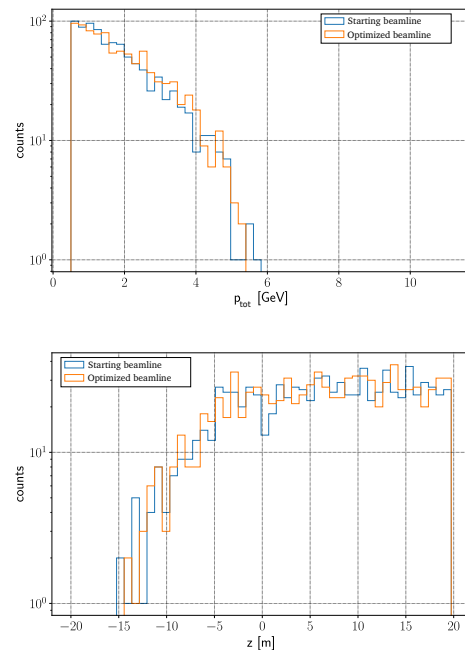 10²
10¹
10⁰
counts
Starting beamline
Optimized beamline
0 2 4 6 8 10
p_tot [GeV]
Starting beamline
Optimized beamline
10¹
10⁰
counts
−20 −15 −10 −5 0 5 10 15 20
z [m]